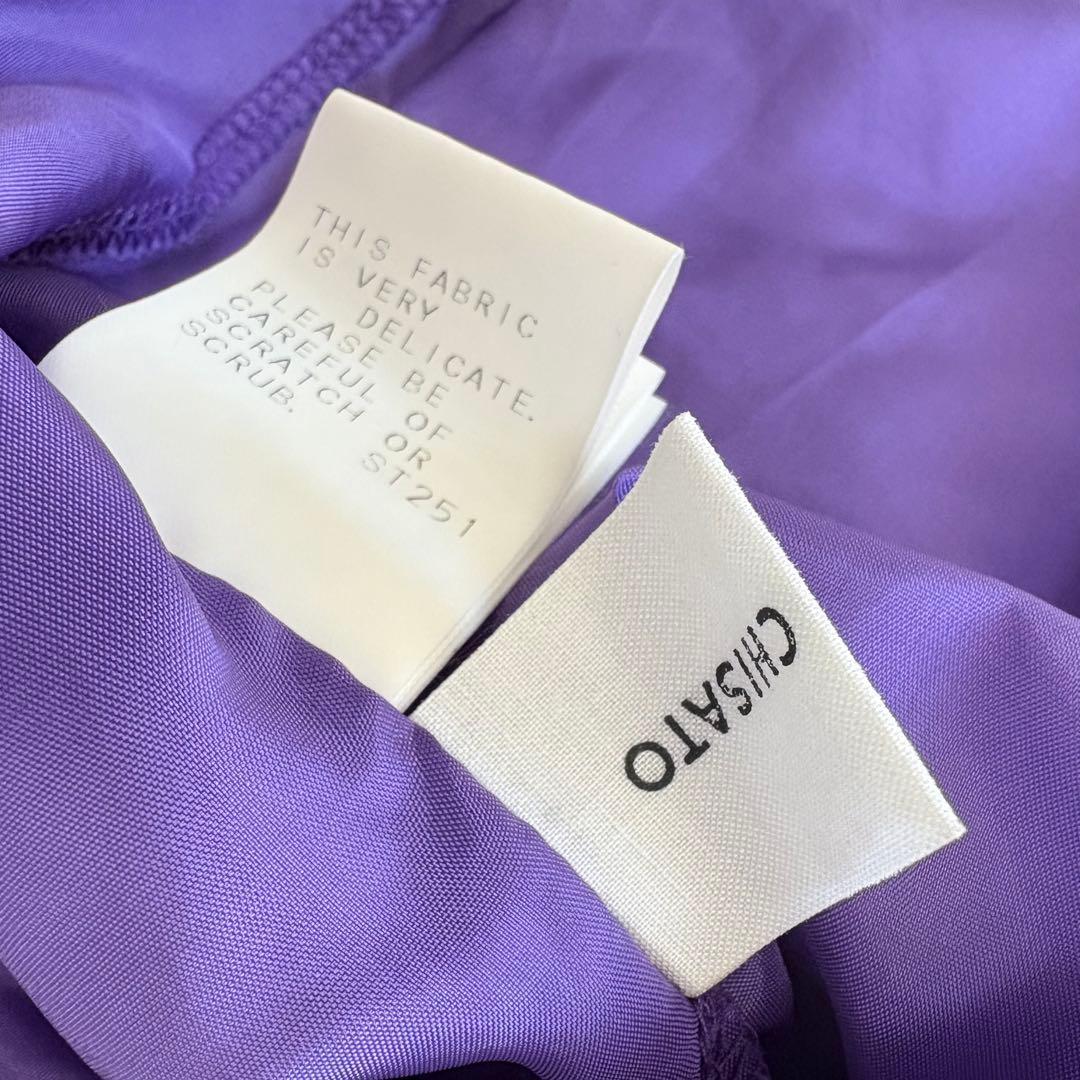 THIS FABRIC
IS VERY
DELICATE.
PLEASE BE
CAREFUL OF
SCRATCH OR
SCRUB.
ST251
CHISATO